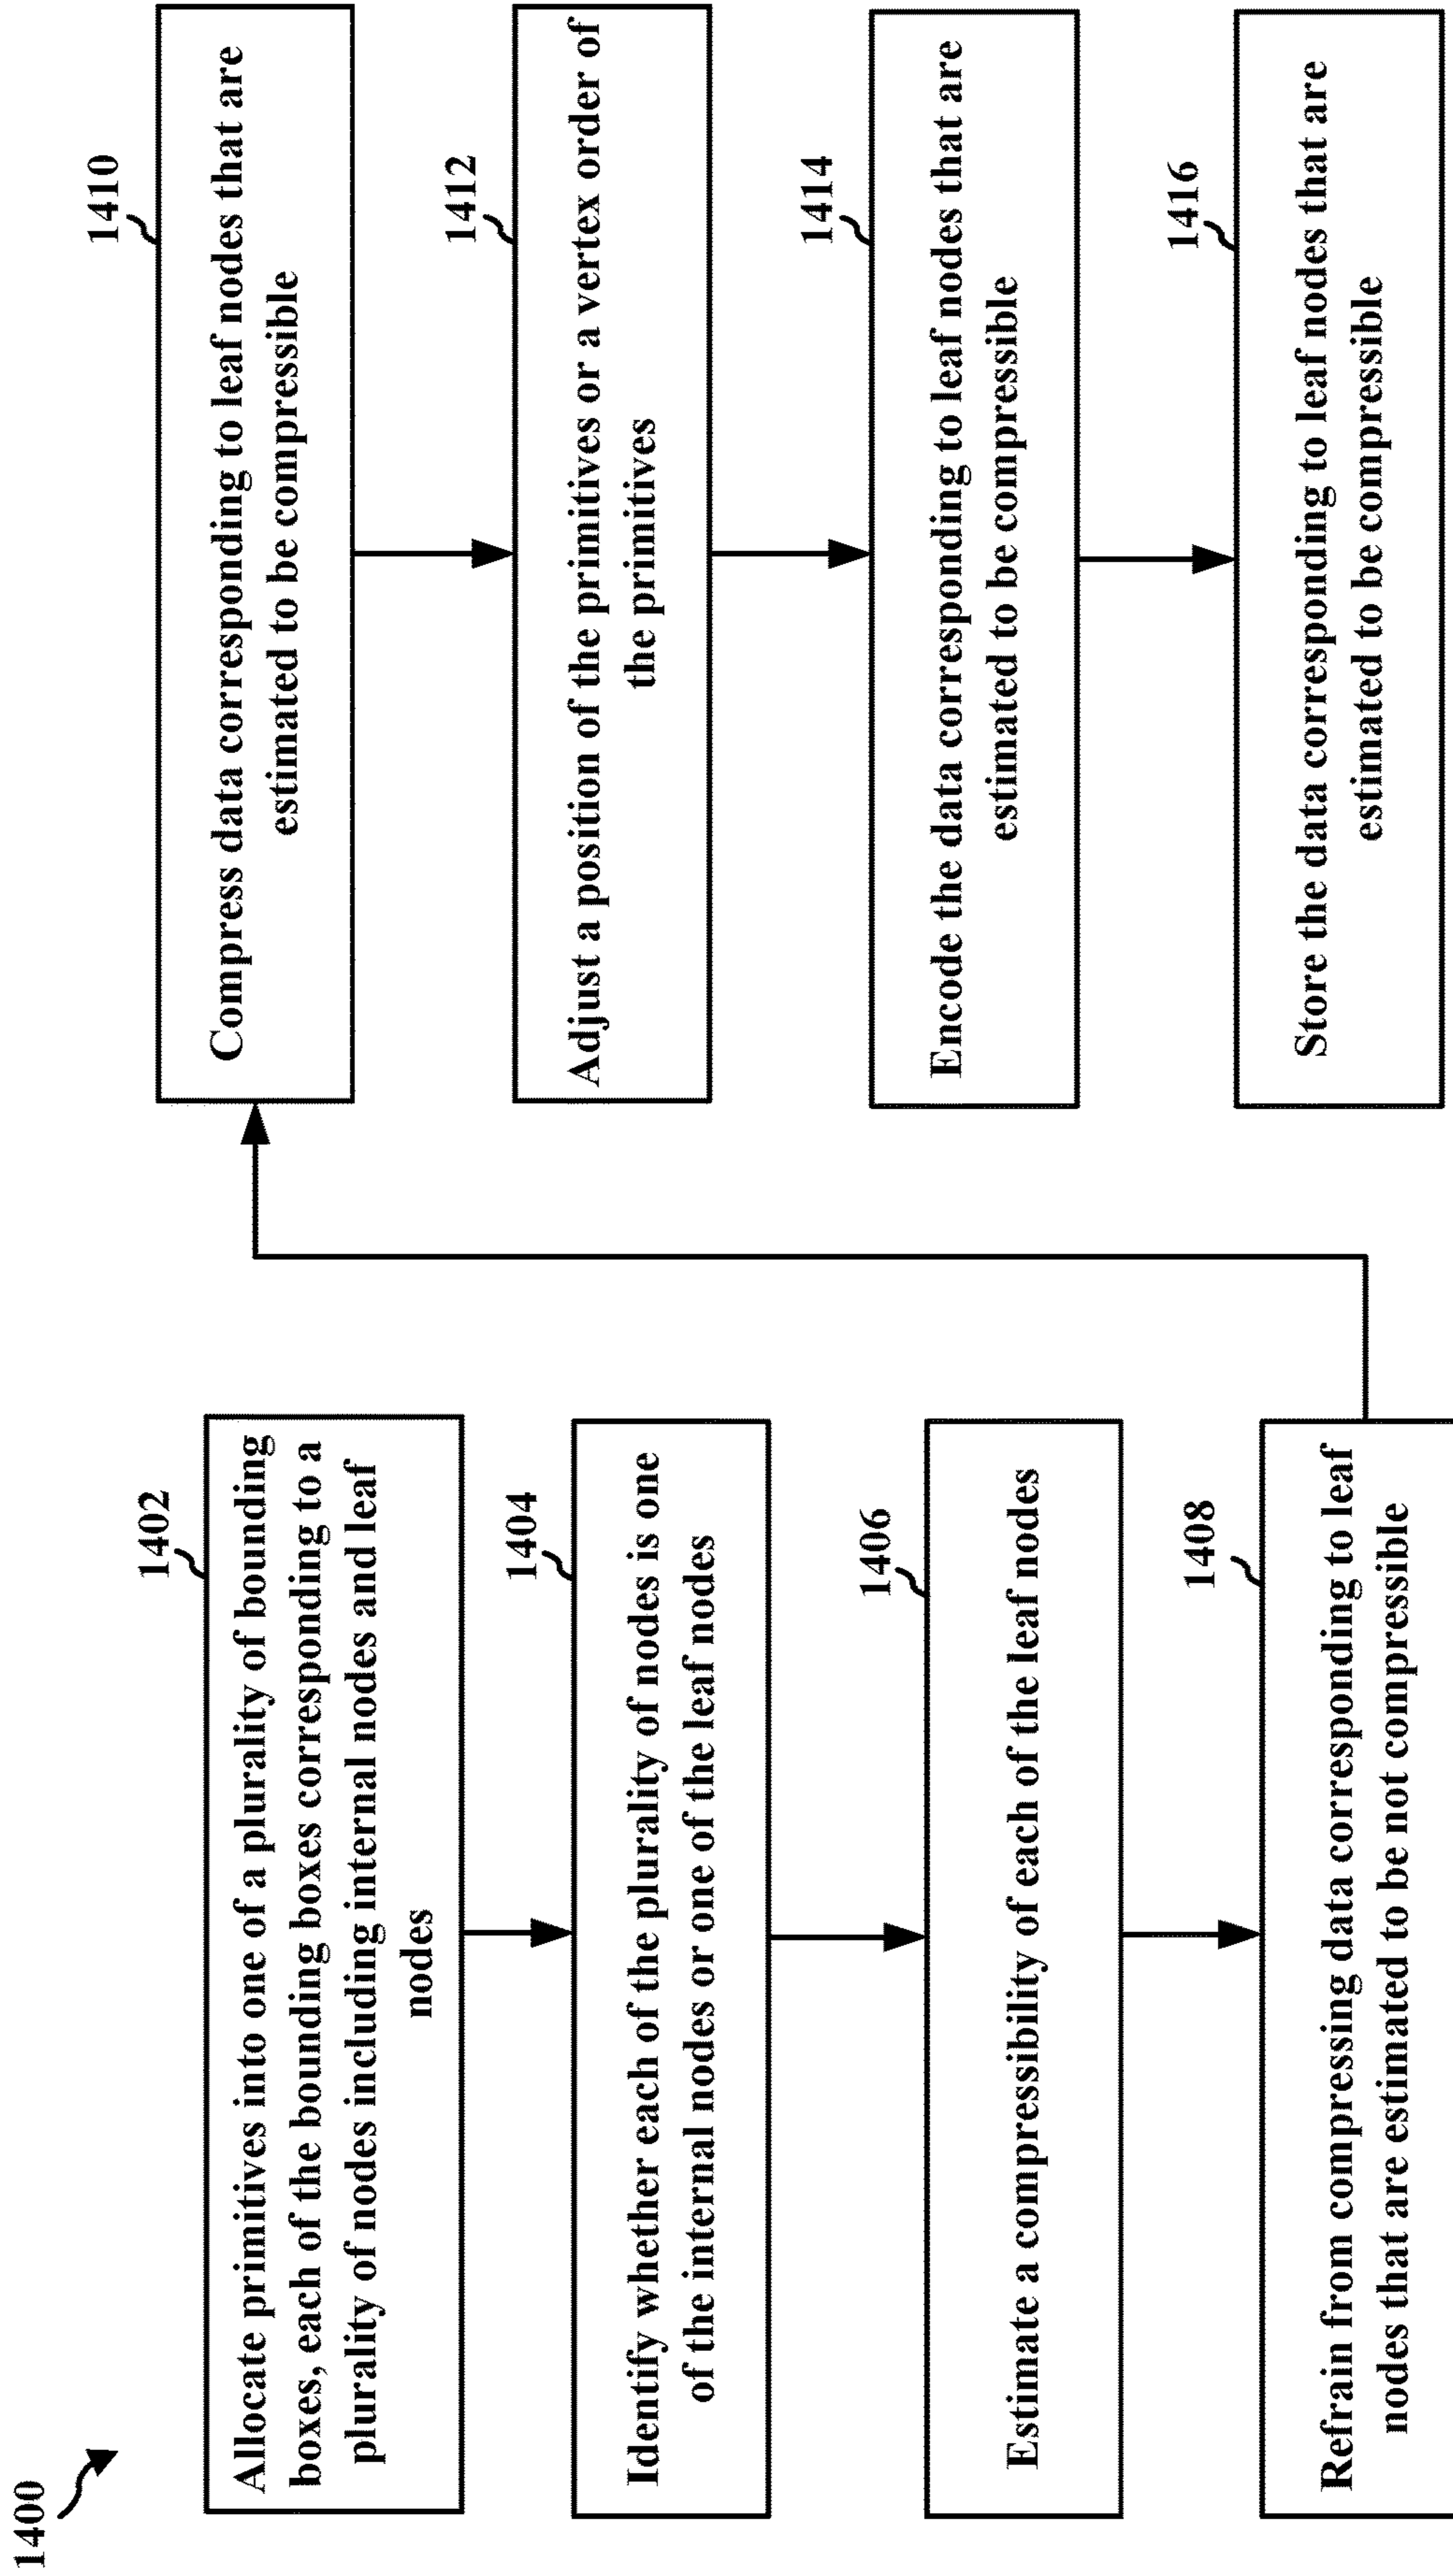 1400
1402
Allocate primitives into one of a plurality of bounding
boxes, each of the bounding boxes corresponding to a
plurality of nodes including internal nodes and leaf
nodes
1404
Identify whether each of the plurality of nodes is one
of the internal nodes or one of the leaf nodes
1406
Estimate a compressibility of each of the leaf nodes
1408
Refrain from compressing data corresponding to leaf
nodes that are estimated to be not compressible
1410
Compress data corresponding to leaf nodes that are
estimated to be compressible
1412
Adjust a position of the primitives or a vertex order of
the primitives
1414
Encode the data corresponding to leaf nodes that are
estimated to be compressible
1416
Store the data corresponding to leaf nodes that are
estimated to be compressible